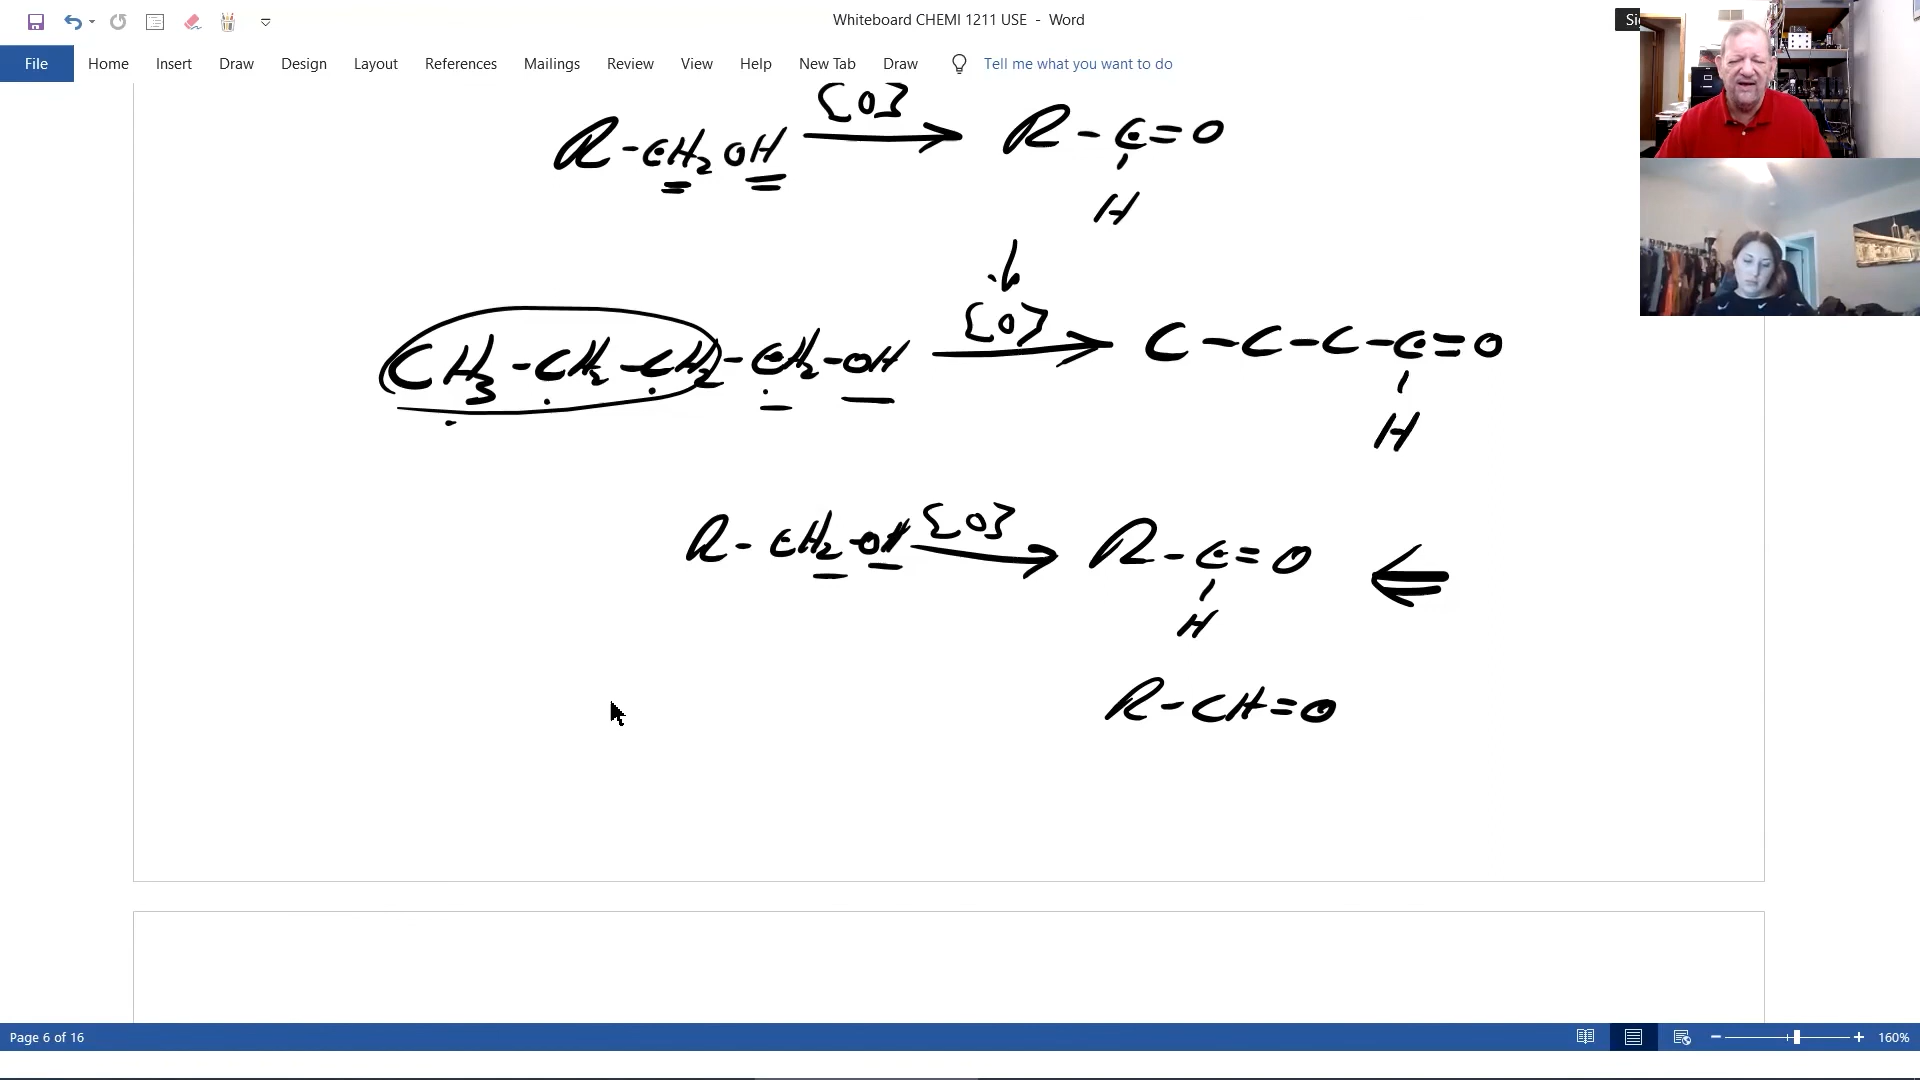 Whiteboard CHEMI 1211 USE - Word
File Home Insert Draw Design Layout References Mailings Review View Help New Tab Draw Tell me what you want to do
{O}
R-CH2OH → R-C=O
H
{O}
CH3-CH2-CH2-CH2-OH → C-C-C-C=O
H
{O}
R-CH2-OH → R-C=O
H
R-CH=O
Page 6 of 16
160%